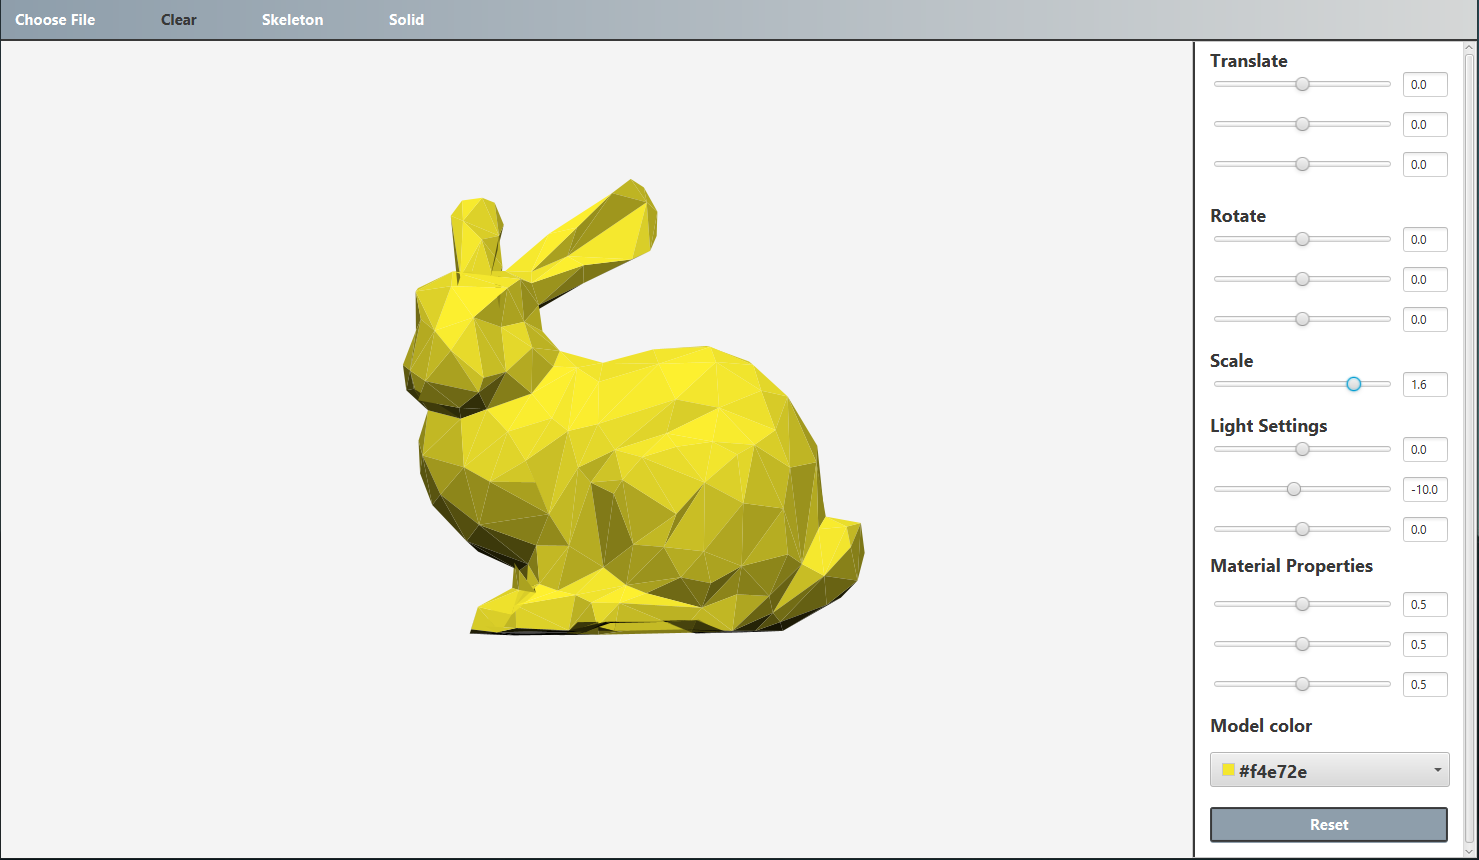 Choose File Clear Skeleton Solid
Translate
0.0
0.0
0.0
Rotate
0.0
0.0
0.0
Scale
1.6
Light Settings
0.0
-10.0
0.0
Material Properties
0.5
0.5
0.5
Model color
#f4e72e
Reset